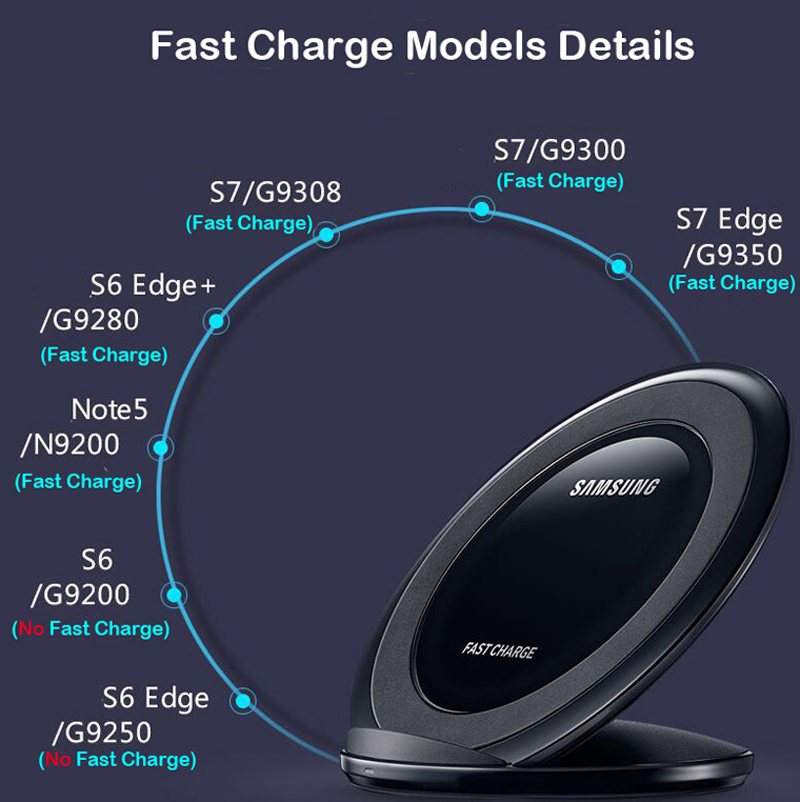 Fast Charge Models Details
S7/G9300
(Fast Charge)
S7/G9308
(Fast Charge)
S7 Edge
/G9350
(Fast Charge)
S6 Edge+
/G9280
(Fast Charge)
Note5
/N9200
(Fast Charge)
S6
/G9200
(No Fast Charge)
S6 Edge
/G9250
(No Fast Charge)
SAMSUNG
FAST CHARGE